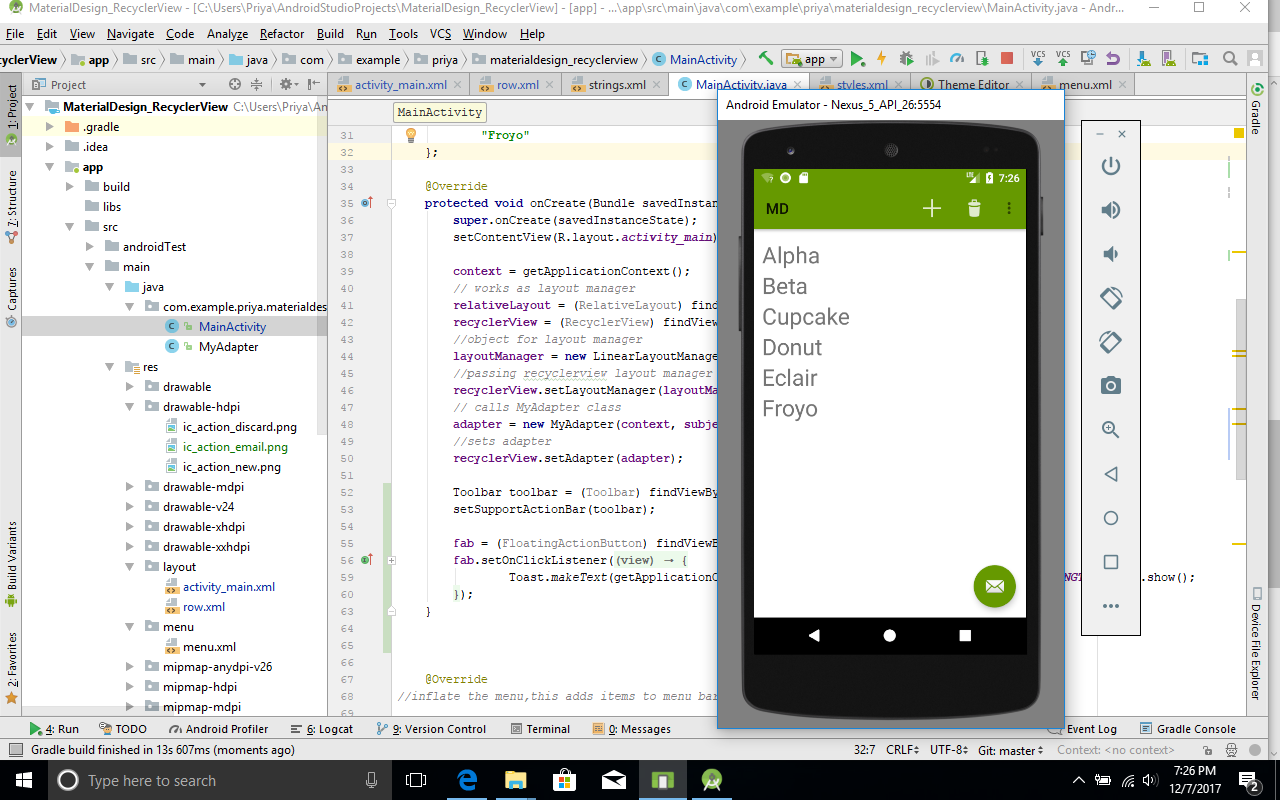 MaterialDesign_RecyclerView - [C:\Users\Priya\AndroidStudioProjects\MaterialDesign_RecyclerView] - [app] - ...\app\src\main\java\com\example\priya\materialdesign_recyclerview\MainActivity.java - Andr...
File Edit View Navigate Code Analyze Refactor Build Run Tools VCS Window Help
cyclerView app src main java com example priya materialdesign_recyclerview MainActivity app VCS VCS
Project activity_main.xml row.xml strings.xml MainActivity.java styles.xml Theme Editor menu.xml
MaterialDesign_RecyclerView C:\Users\Priya\An
.gradle
.idea
app
build
libs
src
androidTest
main
java
com.example.priya.materialdes
MainActivity
MyAdapter
res
drawable
drawable-hdpi
ic_action_discard.png
ic_action_email.png
ic_action_new.png
drawable-mdpi
drawable-v24
drawable-xhdpi
drawable-xxhdpi
layout
activity_main.xml
row.xml
menu
menu.xml
mipmap-anydpi-v26
mipmap-hdpi
mipmap-mdpi
1: Project
7: Structure
Captures
Build Variants
2: Favorites
MainActivity
31 "Froyo"
32 };
33
34 @Override
35 protected void onCreate(Bundle savedInstan
36 super.onCreate(savedInstanceState);
37 setContentView(R.layout.activity_main)
38
39 context = getApplicationContext();
40 // works as layout manager
41 relativeLayout = (RelativeLayout) find
42 recyclerView = (RecyclerView) findView
43 //object for layout manager
44 layoutManager = new LinearLayoutManage
45 //passing recyclerview layout manager
46 recyclerView.setLayoutManager(layoutMa
47 // calls MyAdapter class
48 adapter = new MyAdapter(context, subje
49 //sets adapter
50 recyclerView.setAdapter(adapter);
51
52 Toolbar toolbar = (Toolbar) findViewBy
53 setSupportActionBar(toolbar);
54
55 fab = (FloatingActionButton) findViewB
56 fab.setOnClickListener((view) → {
59 Toast.makeText(getApplicationC NGT .show();
60 });
63 }
64
65
66
67 @Override
68 //inflate the menu,this adds items to menu bar
69
Android Emulator - Nexus_5_API_26:5554
7:26
MD
Alpha
Beta
Cupcake
Donut
Eclair
Froyo
Gradle
Device File Explorer
4: Run TODO Android Profiler 6: Logcat 9: Version Control Terminal 0: Messages Event Log Gradle Console
Gradle build finished in 13s 607ms (moments ago) 32:7 CRLF UTF-8 Git: master Context: <no context>
Type here to search
7:26 PM
12/7/2017
2